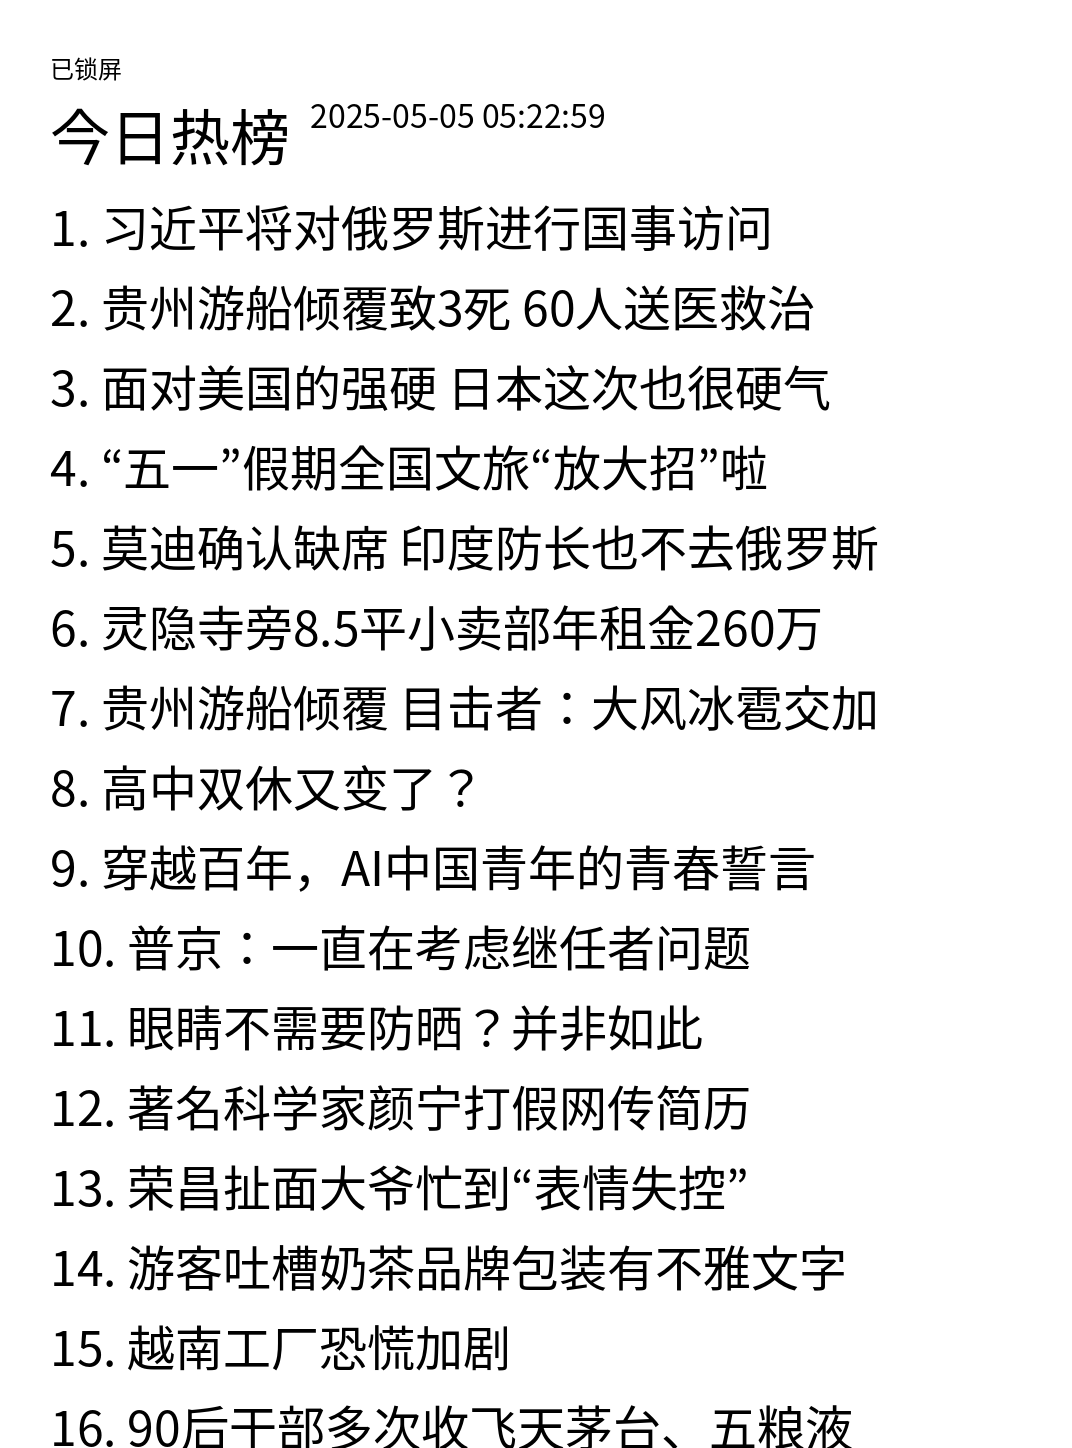 已锁屏
今日热榜 2025-05-05 05:22:59
1. 习近平将对俄罗斯进行国事访问
2. 贵州游船倾覆致3死 60人送医救治
3. 面对美国的强硬 日本这次也很硬气
4. “五一”假期全国文旅“放大招”啦
5. 莫迪确认缺席 印度防长也不去俄罗斯
6. 灵隐寺旁8.5平小卖部年租金260万
7. 贵州游船倾覆 目击者：大风冰雹交加
8. 高中双休又变了？
9. 穿越百年，AI中国青年的青春誓言
10. 普京：一直在考虑继任者问题
11. 眼睛不需要防晒？并非如此
12. 著名科学家颜宁打假网传简历
13. 荣昌扯面大爷忙到“表情失控”
14. 游客吐槽奶茶品牌包装有不雅文字
15. 越南工厂恐慌加剧
16. 90后干部多次收飞天茅台、五粮液